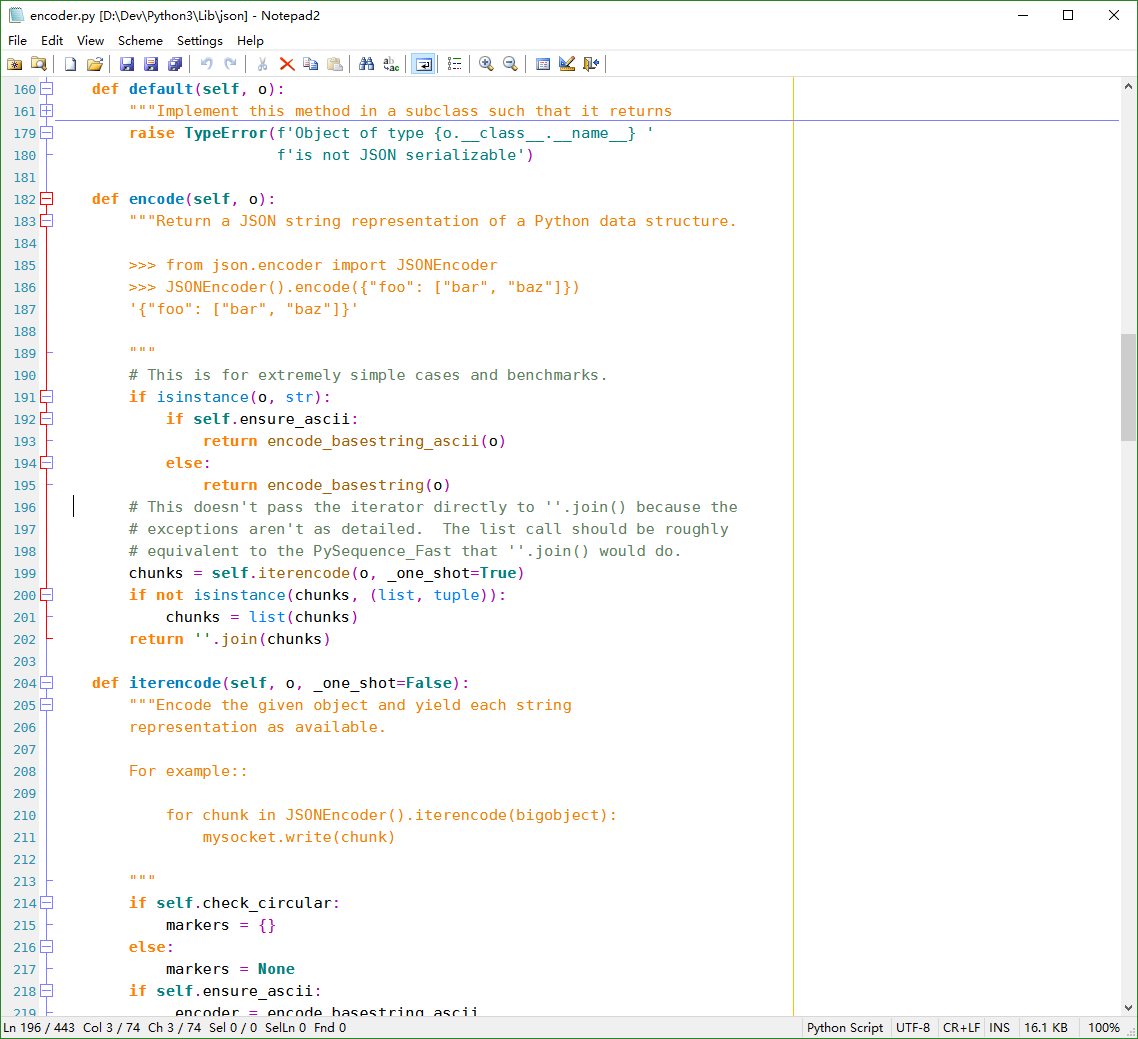 encoder.py [D:\Dev\Python3\Lib\json] - Notepad2
File Edit View Scheme Settings Help
160     def default(self, o):
161         """Implement this method in a subclass such that it returns
179         raise TypeError(f'Object of type {o.__class__.__name__} '
180                         f'is not JSON serializable')
181
182     def encode(self, o):
183         """Return a JSON string representation of a Python data structure.
184
185         >>> from json.encoder import JSONEncoder
186         >>> JSONEncoder().encode({"foo": ["bar", "baz"]})
187         '{"foo": ["bar", "baz"]}'
188
189         """
190         # This is for extremely simple cases and benchmarks.
191         if isinstance(o, str):
192             if self.ensure_ascii:
193                 return encode_basestring_ascii(o)
194             else:
195                 return encode_basestring(o)
196         # This doesn't pass the iterator directly to ''.join() because the
197         # exceptions aren't as detailed.  The list call should be roughly
198         # equivalent to the PySequence_Fast that ''.join() would do.
199         chunks = self.iterencode(o, _one_shot=True)
200         if not isinstance(chunks, (list, tuple)):
201             chunks = list(chunks)
202         return ''.join(chunks)
203
204     def iterencode(self, o, _one_shot=False):
205         """Encode the given object and yield each string
206         representation as available.
207
208         For example::
209
210             for chunk in JSONEncoder().iterencode(bigobject):
211                 mysocket.write(chunk)
212
213         """
214         if self.check_circular:
215             markers = {}
216         else:
217             markers = None
218         if self.ensure_ascii:
219             _encoder = encode_basestring_ascii
Ln 196 / 443 Col 3 / 74 Ch 3 / 74 Sel 0 / 0 SelLn 0 Fnd 0 Python Script UTF-8 CR+LF INS 16.1 KB 100%